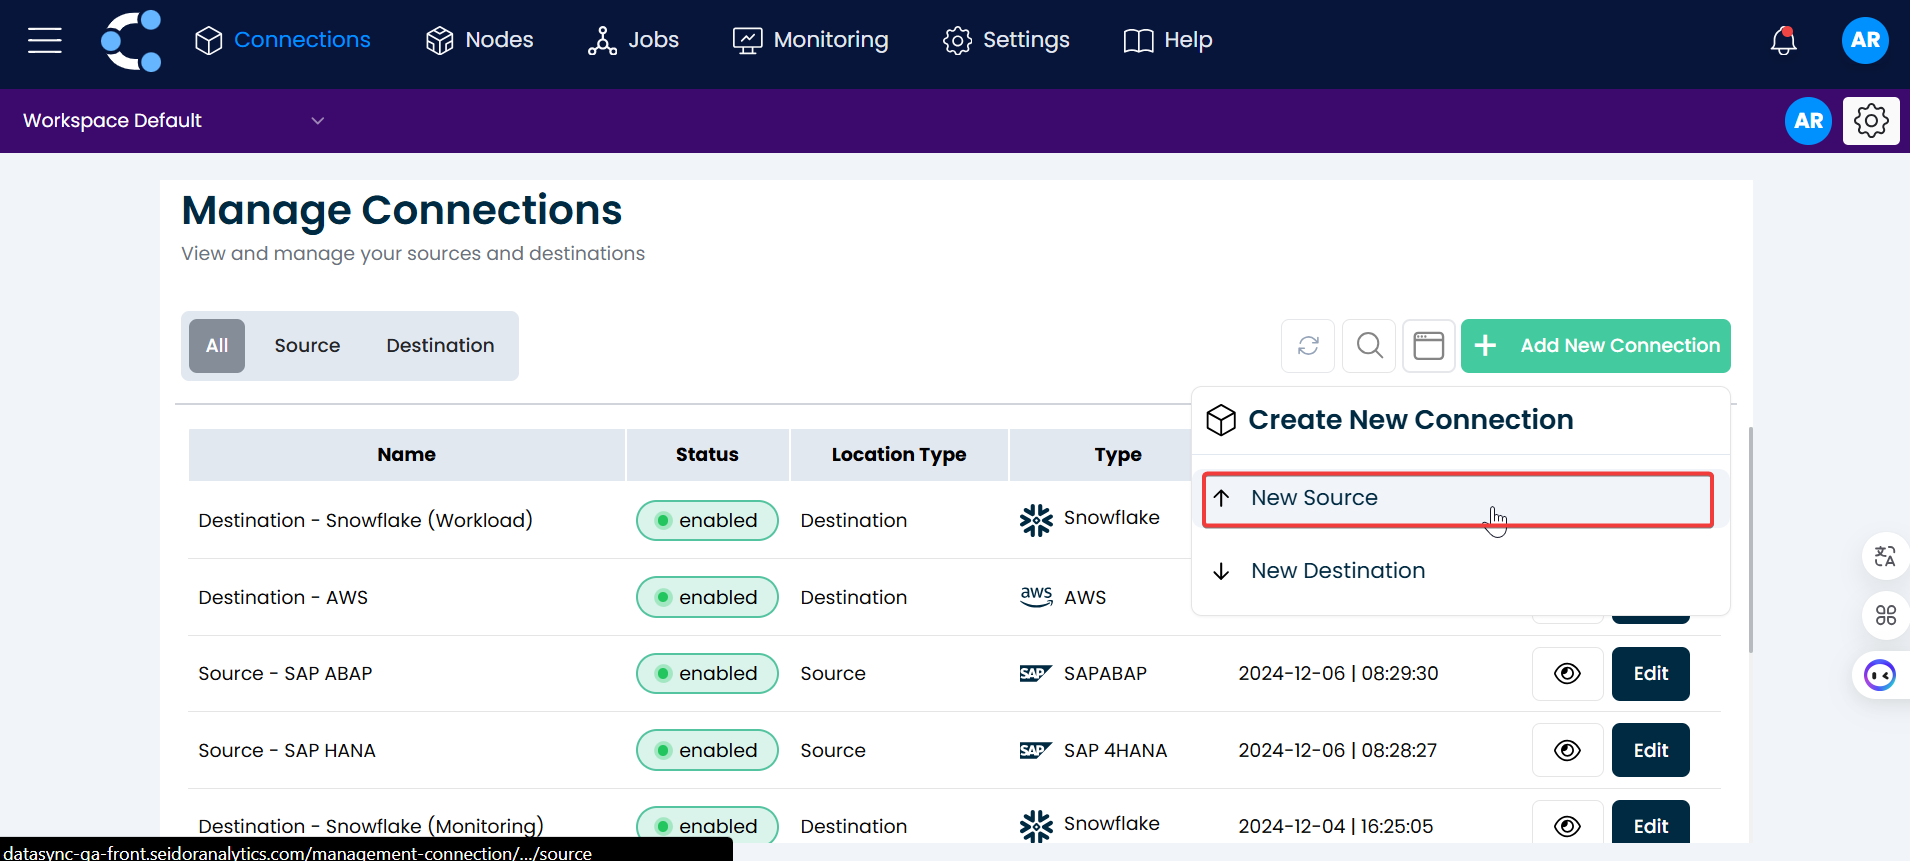 Connections Nodes Jobs Monitoring Settings Help AR
Workspace Default AR
Manage Connections
View and manage your sources and destinations
All Source Destination + Add New Connection
Create New Connection
New Source
New Destination
Name Status Location Type Type
Destination - Snowflake (Workload) enabled Destination Snowflake
Destination - AWS enabled Destination aws AWS
Source - SAP ABAP enabled Source SAP SAPABAP 2024-12-06 | 08:29:30 Edit
Source - SAP HANA enabled Source SAP SAP 4HANA 2024-12-06 | 08:28:27 Edit
Destination - Snowflake (Monitoring) enabled Destination Snowflake 2024-12-04 | 16:25:05 Edit
datasync-qa-front.seidoranalytics.com/management-connection/.../source